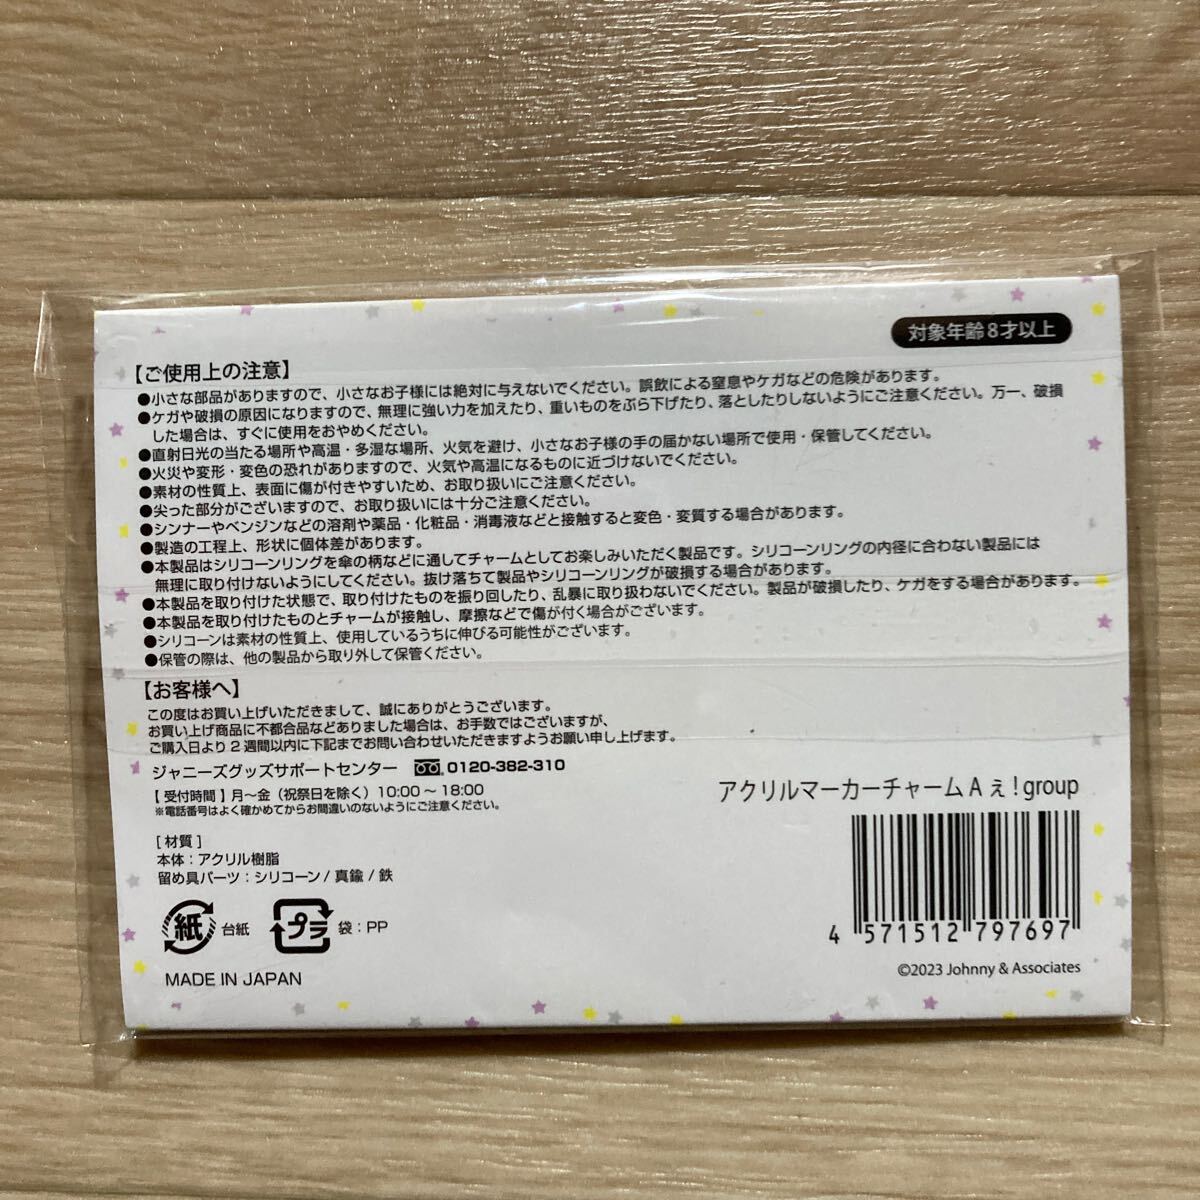 対象年齢8才以上
【ご使用上の注意】
●小さな部品がありますので、小さなお子様には絶対に与えないでください。誤飲による窒息やケガなどの危険があります。
●ケガや破損の原因になりますので、無理に強い力を加えたり、重いものをぶら下げたり、落としたりしないようにご注意ください。万一、破損
した場合は、すぐに使用をおやめください。
●直射日光の当たる場所や高温・多湿な場所、火気を避け、小さなお子様の手の届かない場所で使用・保管してください。
●火災や変形・変色の恐れがありますので、火気や高温になるものに近づけないでください。
●素材の性質上、表面に傷が付きやすいため、お取り扱いにご注意ください。
●尖った部分がございますので、お取り扱いには十分ご注意ください。
●シンナーやベンジンなどの溶剤や薬品・化粧品・消毒液などと接触すると変色・変質する場合があります。
●製造の工程上、形状に個体差があります。
●本製品はシリコーンリングを傘の柄などに通してチャームとしてお楽しみいただく製品です。シリコーンリングの内径に合わない製品には
無理に取り付けないようにしてください。抜け落ちて製品やシリコーンリングが破損する場合があります。
●本製品を取り付けた状態で、取り付けたものを振り回したり、乱暴に取り扱わないでください。製品が破損したり、ケガをする場合があります。
●本製品を取り付けたものとチャームが接触し、摩擦などで傷が付く場合がございます。
●シリコーンは素材の性質上、使用しているうちに伸びる可能性がございます。
●保管の際は、他の製品から取り外して保管ください。
【お客様へ】
この度はお買い上げいただきまして、誠にありがとうございます。
お買い上げ商品に不都合品などありました場合は、お手数ではございますが、
ご購入日より2週間以内に下記までお問い合わせいただきますようお願い申し上げます。
ジャニーズグッズサポートセンター 0120-382-310
【受付時間】月～金（祝祭日を除く）10:00～18:00
※電話番号はよく確かめてからお間違いのないようにご注意ください。
[材質]
本体：アクリル樹脂
留め具パーツ：シリコーン/真鍮/鉄
紙 台紙 プラ 袋：PP
MADE IN JAPAN
アクリルマーカーチャーム A ぇ！group
4 571512 797697
©2023 Johnny & Associates